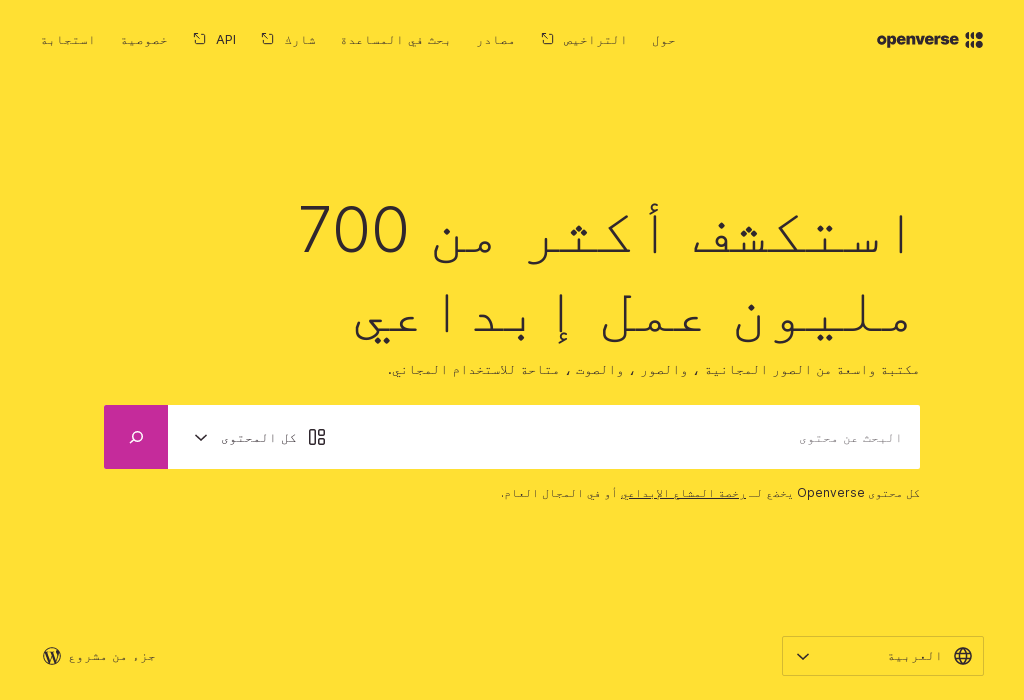 openverse
حول
التراخيص
مصادر
بحث في المساعدة
شارك
API
خصوصية
استجابة
استكشف أكثر من 700
مليون عمل إبداعي
مكتبة واسعة من الصور المجانية ، والصور ، والصوت ، متاحة للاستخدام المجاني.
البحث عن محتوى
كل المحتوى
كل محتوى Openverse يخضع لـ رخصة المشاع الإبداعي أو في المجال العام.
العربية
جزء من مشروع